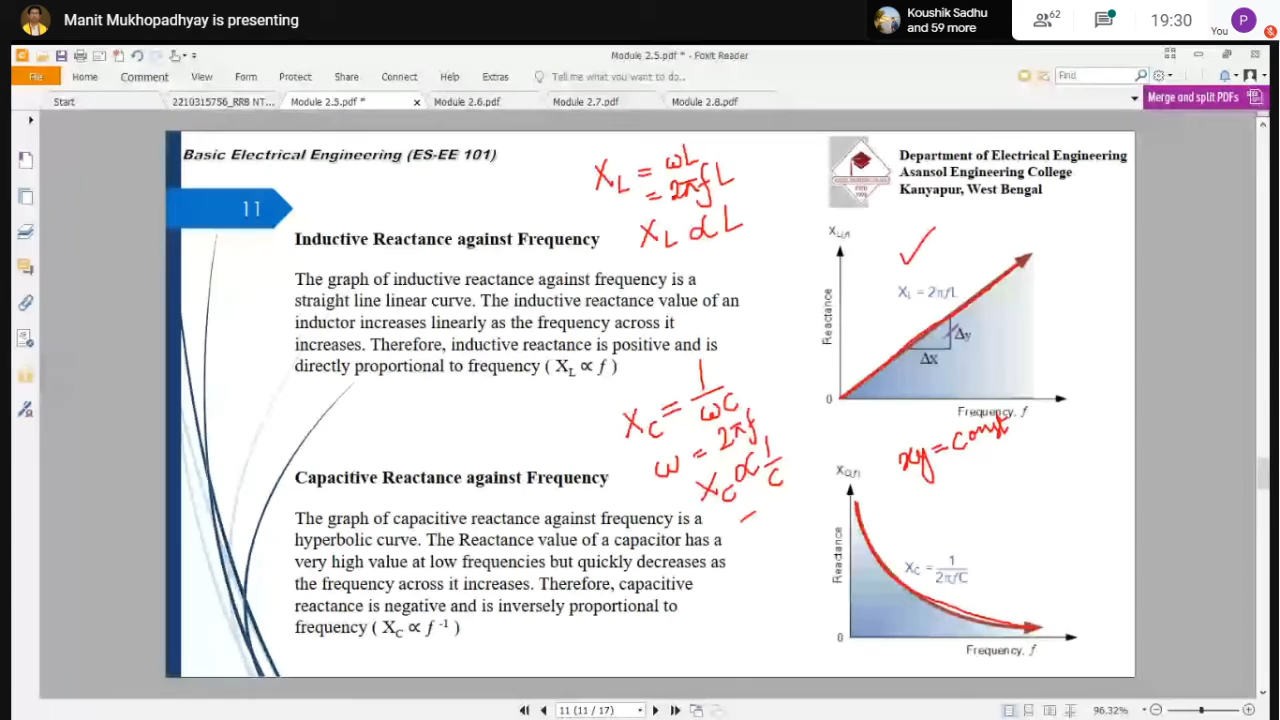 Manit Mukhopadhyay is presenting
Koushik Sadhu
and 59 more
62
19:30
You
P
Module 2.5.pdf * - Foxit Reader
File Home Comment View Form Protect Share Connect Help Extras Tell me what you want to do.. Find
Start 2210315756_RRB NT... Module 2.5.pdf * Module 2.6.pdf Module 2.7.pdf Module 2.8.pdf
Merge and split PDFs
Basic Electrical Engineering (ES-EE 101)
Department of Electrical Engineering
Asansol Engineering College
Kanyapur, West Bengal
11
X_L = ωL
= 2πfL
X_L ∝ L
Inductive Reactance against Frequency
The graph of inductive reactance against frequency is a
straight line linear curve. The inductive reactance value of an
inductor increases linearly as the frequency across it
increases. Therefore, inductive reactance is positive and is
directly proportional to frequency ( X_L ∝ f )
X_L(f)
Reactance
X_L = 2πfL
Δy
Δx
0
Frequency, f
X_C = 1/ωC
ω = 2πf
X_C ∝ 1/C
xy = const
Capacitive Reactance against Frequency
The graph of capacitive reactance against frequency is a
hyperbolic curve. The Reactance value of a capacitor has a
very high value at low frequencies but quickly decreases as
the frequency across it increases. Therefore, capacitive
reactance is negative and is inversely proportional to
frequency ( X_C ∝ f ⁻¹ )
X_C(f)
Reactance
X_C = 1/2πfC
0
Frequency, f
11 (11 / 17)
96.32%